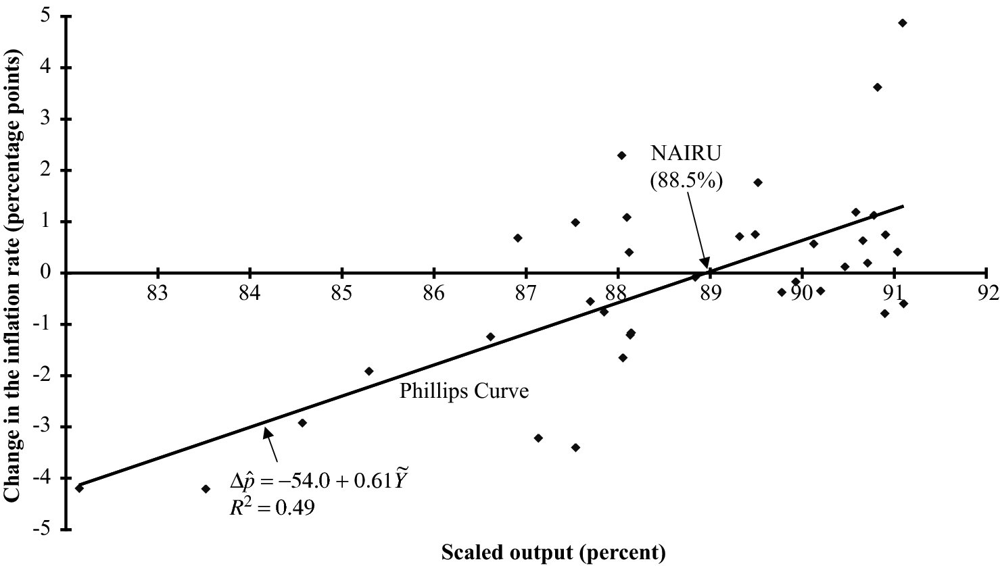 Change in the inflation rate (percentage points)
5
4
3
2
1
0
-1
-2
-3
-4
-5
NAIRU
(88.5%)
83 84 85 86 87 88 89 90 91 92
Phillips Curve
Δp̂ = −54.0 + 0.61Ỹ
R² = 0.49
Scaled output (percent)